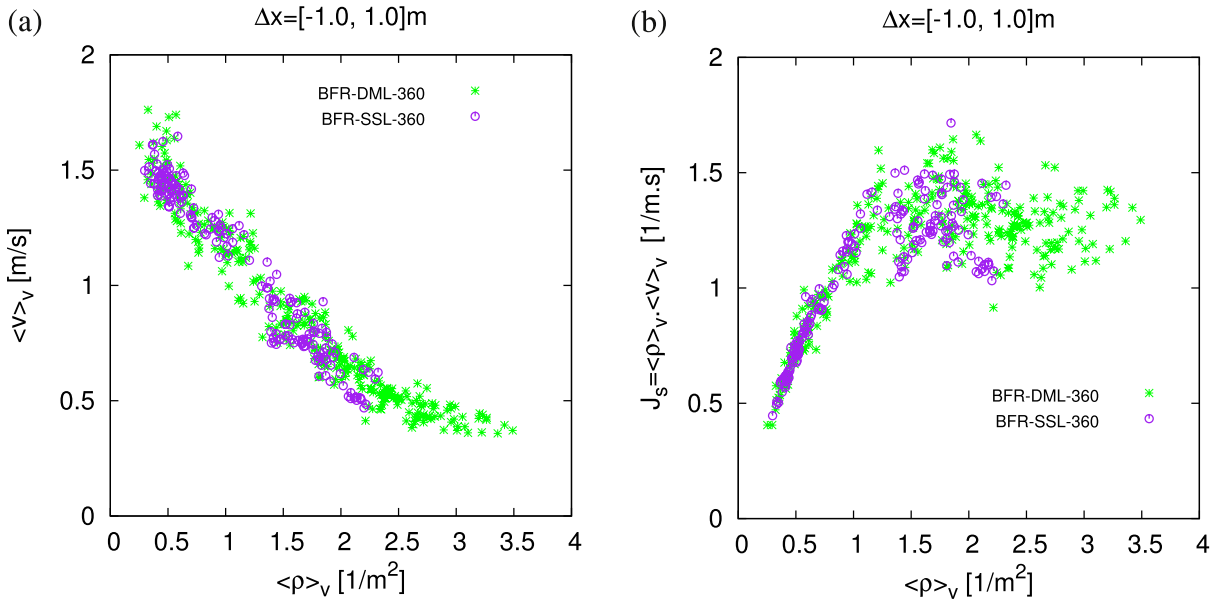 (a)
Δx=[-1.0, 1.0]m
2
1.5
1
0.5
0
<v>v [m/s]
BFR-DML-360
BFR-SSL-360
0 0.5 1 1.5 2 2.5 3 3.5 4
<ρ>v [1/m²]
(b)
Δx=[-1.0, 1.0]m
2
1.5
1
0.5
0
Js=<ρ>v.<v>v [1/m.s]
BFR-DML-360
BFR-SSL-360
0 0.5 1 1.5 2 2.5 3 3.5 4
<ρ>v [1/m²]